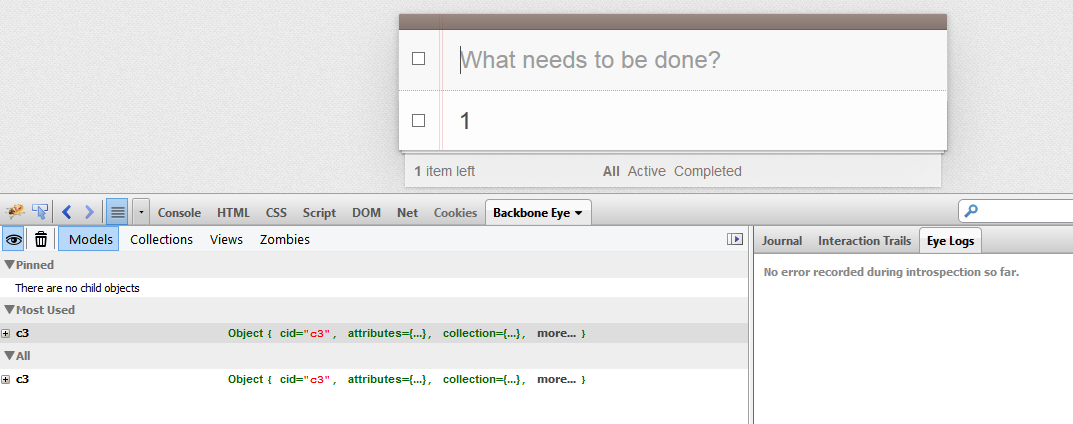 What needs to be done?
1
1 item left All Active Completed
Console HTML CSS Script DOM Net Cookies Backbone Eye
Models Collections Views Zombies
Journal Interaction Trails Eye Logs
Pinned
There are no child objects
Most Used
c3 Object { cid="c3", attributes={...}, collection={...}, more... }
All
c3 Object { cid="c3", attributes={...}, collection={...}, more... }
No error recorded during introspection so far.